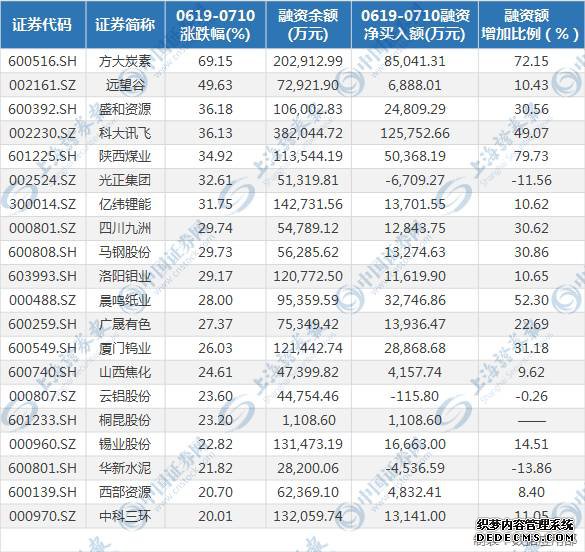 证券代码 证券简称 0619-0710涨跌幅(%) 融资余额(万元) 0619-0710融资净买入额(万元) 融资额增加比例(%)
600516.SH 方大炭素 69.15 202,912.99 85,041.31 72.15
002161.SZ 远望谷 49.63 72,921.90 6,888.01 10.43
600392.SH 盛和资源 36.18 106,002.83 24,809.29 30.56
002230.SZ 科大讯飞 36.13 382,044.72 125,752.66 49.07
601225.SH 陕西煤业 34.92 113,544.19 50,368.19 79.73
002524.SZ 光正集团 32.61 51,319.81 -6,709.27 -11.56
300014.SZ 亿纬锂能 31.75 142,731.56 13,701.55 10.62
000801.SZ 四川九洲 29.74 54,789.12 12,843.75 30.62
600808.SH 马钢股份 29.73 56,285.62 13,274.63 30.86
603993.SH 洛阳钼业 29.17 120,772.50 11,619.90 10.65
000488.SZ 晨鸣纸业 28.00 95,359.59 32,746.86 52.30
600259.SH 广晟有色 27.37 75,349.42 13,936.47 22.69
600549.SH 厦门钨业 26.03 121,442.74 28,868.68 31.18
600740.SH 山西焦化 24.61 47,399.82 4,157.74 9.62
000807.SZ 云铝股份 23.60 44,754.46 -115.80 -0.26
601233.SH 桐昆股份 23.20 1,108.60 1,108.60 ——
000960.SZ 锡业股份 22.82 131,473.19 16,663.00 14.51
600801.SH 华新水泥 21.82 28,200.06 -4,536.59 -13.86
600139.SH 西部资源 20.70 62,369.10 4,832.41 8.40
000970.SZ 中科三环 20.01 132,059.74 13,141.00 11.05
织梦内容管理系统
DEDECMS.COM
上海证券报
中国证券网
www.cnstock.com